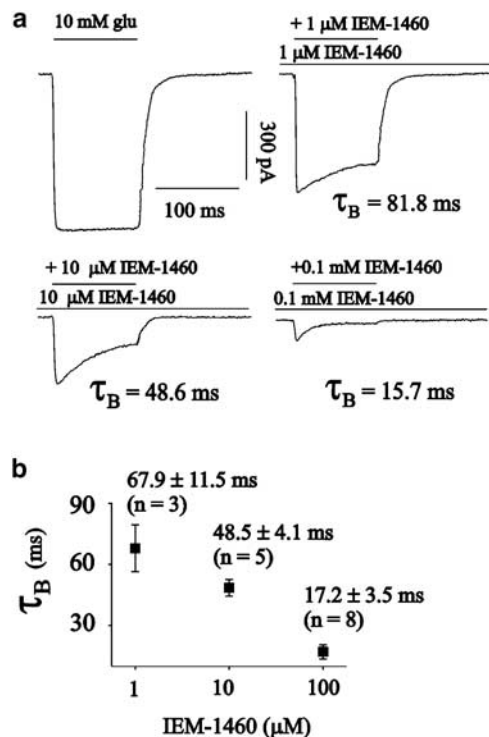 a
10 mM glu
+ 1 μM IEM-1460
1 μM IEM-1460
300 pA
100 ms
τB = 81.8 ms
+ 10 μM IEM-1460
10 μM IEM-1460
τB = 48.6 ms
+0.1 mM IEM-1460
0.1 mM IEM-1460
τB = 15.7 ms
b
67.9 ± 11.5 ms
(n = 3)
48.5 ± 4.1 ms
(n = 5)
17.2 ± 3.5 ms
(n = 8)
τB (ms)
90
60
30
1 10 100
IEM-1460 (μM)